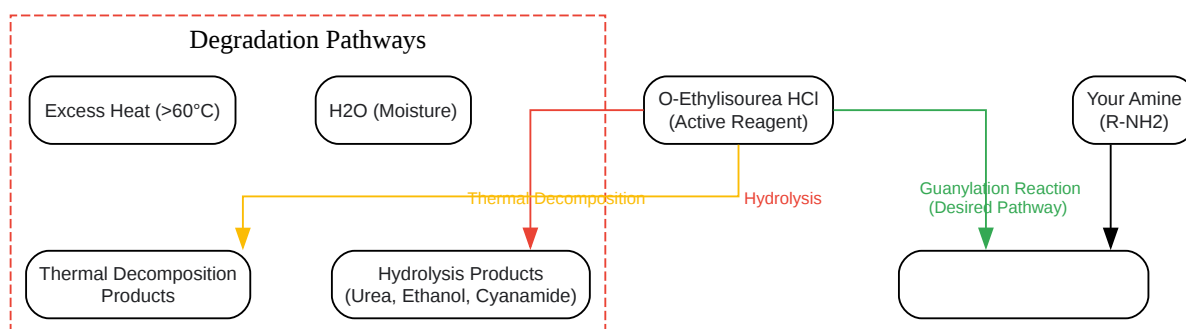 Degradation Pathways
Excess Heat (>60°C)
H2O (Moisture)
O-Ethylisourea HCl
(Active Reagent)
Your Amine
(R-NH2)
Thermal Decomposition
Hydrolysis
Guanylation Reaction
(Desired Pathway)
Thermal Decomposition
Products
Hydrolysis Products
(Urea, Ethanol, Cyanamide)